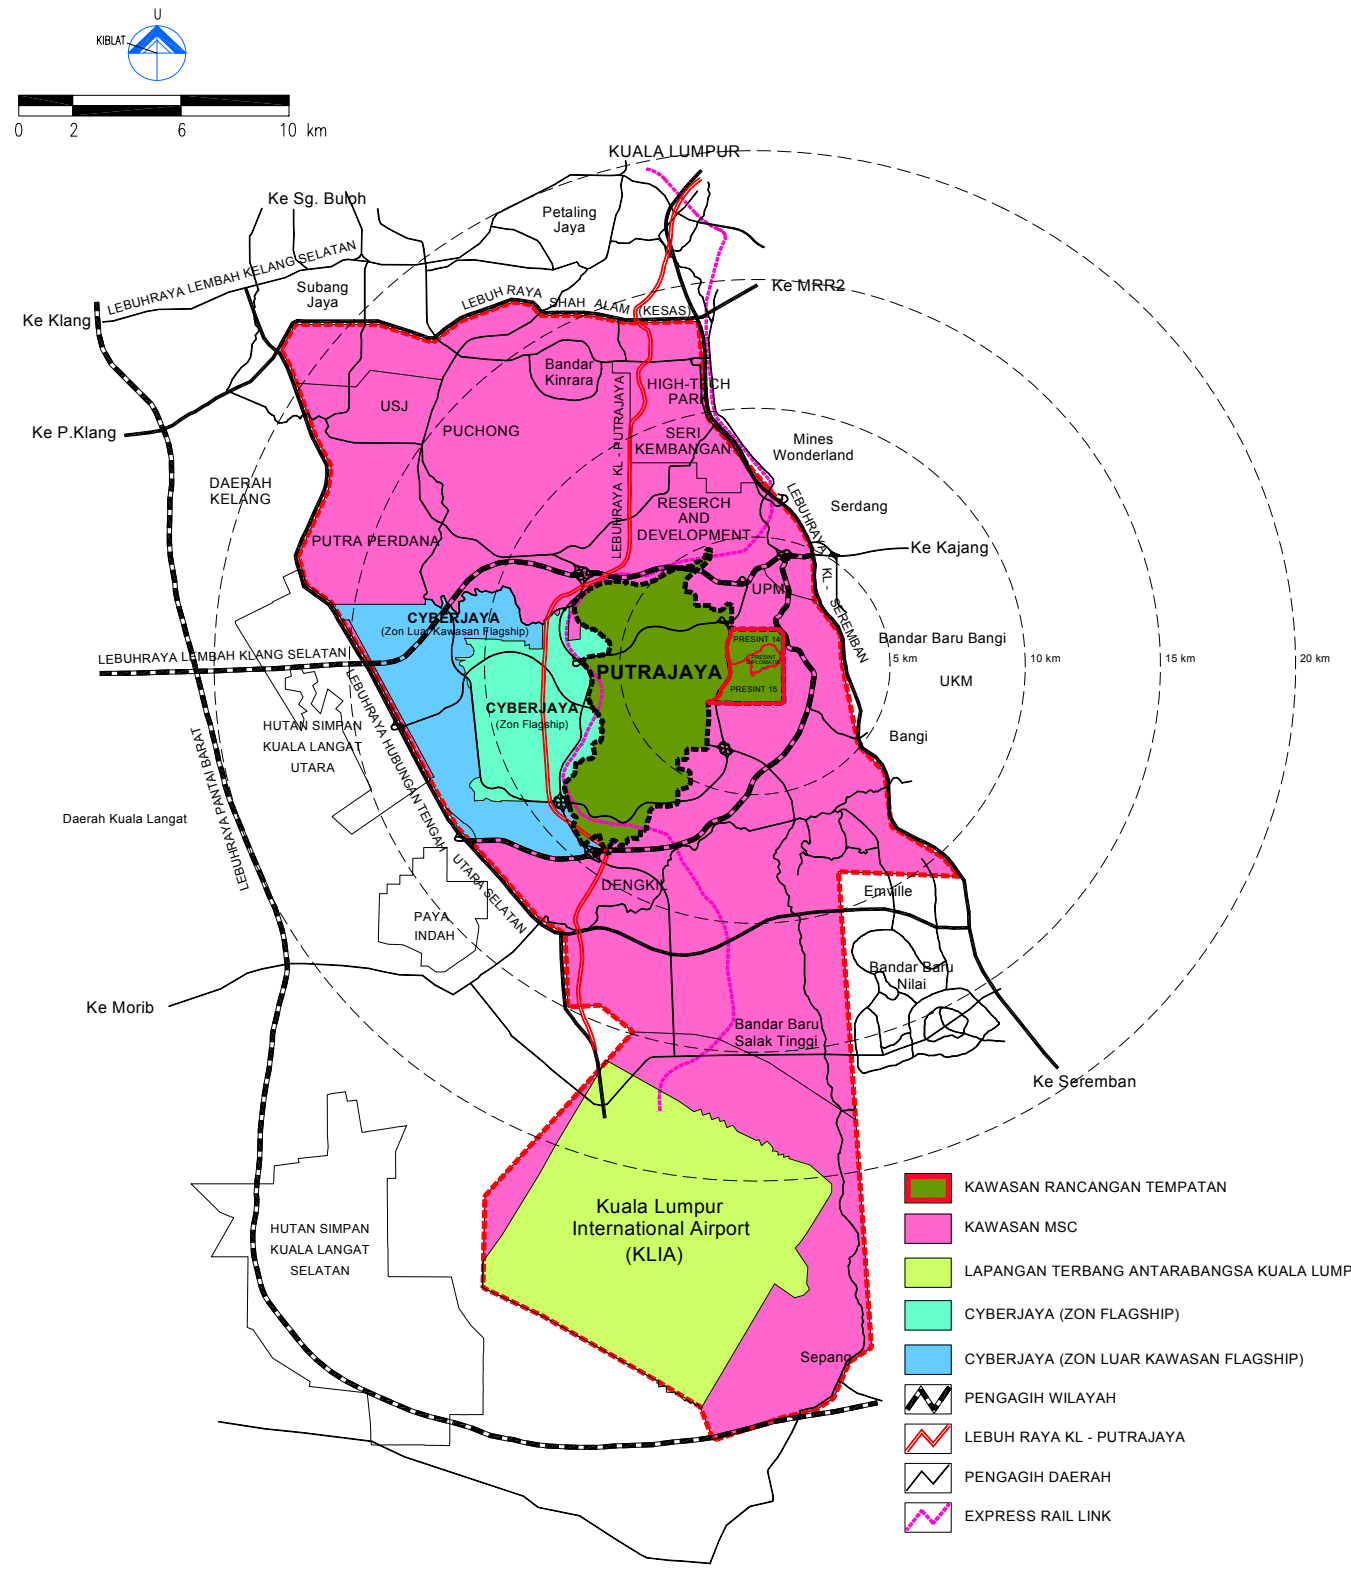 U
KIBLAT
0 2 6 10 km
KUALA LUMPUR
Ke Sg. Buloh
Petaling
Jaya
LEBUHRAYA LEMBAH KELANG SELATAN
Subang
Jaya
LEBUH RAYA SHAH ALAM (KESAS)
Ke MRR2
Ke Klang
Bandar
Kinrara
HIGH-TECH
PARK
USJ
PUCHONG
Ke P.Klang
SERI
KEMBANGAN
Mines
Wonderland
LEBUHRAYA KL - PUTRAJAYA
DAERAH
KELANG
LEBUHRAYA KL - SEREMBAN
Serdang
RESERCH
AND
DEVELOPMENT
PUTRA PERDANA
Ke Kajang
UPM
CYBERJAYA
(Zon Luar Kawasan Flagship)
PRESINT 14
PRESINT
DIPLOMATIK
PRESINT 15
Bandar Baru Bangi
LEBUHRAYA LEMBAH KLANG SELATAN
PUTRAJAYA
5 km
10 km
15 km
20 km
UKM
CYBERJAYA
(Zon Flagship)
LEBUHRAYA HUBUNGAN TENGAH UTARA SELATAN
HUTAN SIMPAN
KUALA LANGAT
UTARA
Bangi
LEBUHRAYA PANTAI BARAT
Daerah Kuala Langat
DENGKIL
Emville
PAYA
INDAH
Bandar Baru
Nilai
Ke Morib
Bandar Baru
Salak Tinggi
Ke Seremban
Kuala Lumpur
International Airport
(KLIA)
HUTAN SIMPAN
KUALA LANGAT
SELATAN
Sepang
KAWASAN RANCANGAN TEMPATAN
KAWASAN MSC
LAPANGAN TERBANG ANTARABANGSA KUALA LUMP
CYBERJAYA (ZON FLAGSHIP)
CYBERJAYA (ZON LUAR KAWASAN FLAGSHIP)
PENGAGIH WILAYAH
LEBUH RAYA KL - PUTRAJAYA
PENGAGIH DAERAH
EXPRESS RAIL LINK